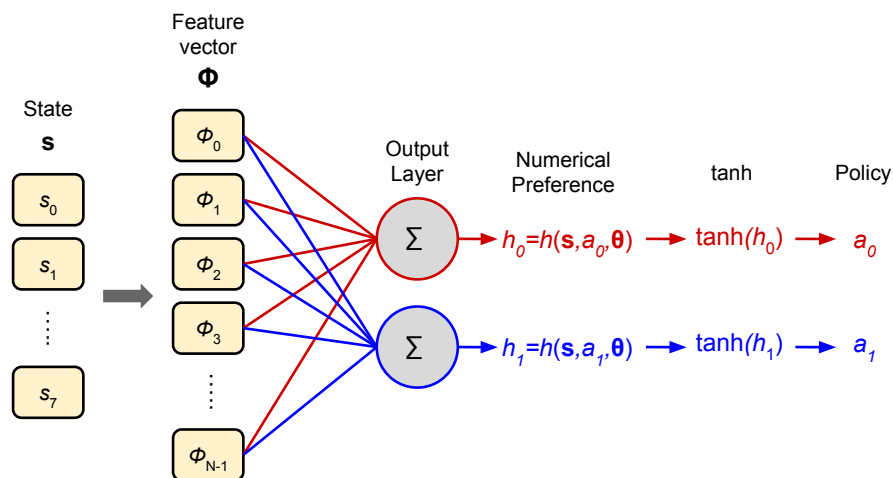 State
s
s₀
s₁
s₇
Feature
vector
Φ
ϕ₀
ϕ₁
ϕ₂
ϕ₃
ϕN-1
Output
Layer
Σ
Σ
Numerical
Preference
h₀=h(s,a₀,θ)
h₁=h(s,a₁,θ)
tanh
tanh(h₀)
tanh(h₁)
Policy
a₀
a₁